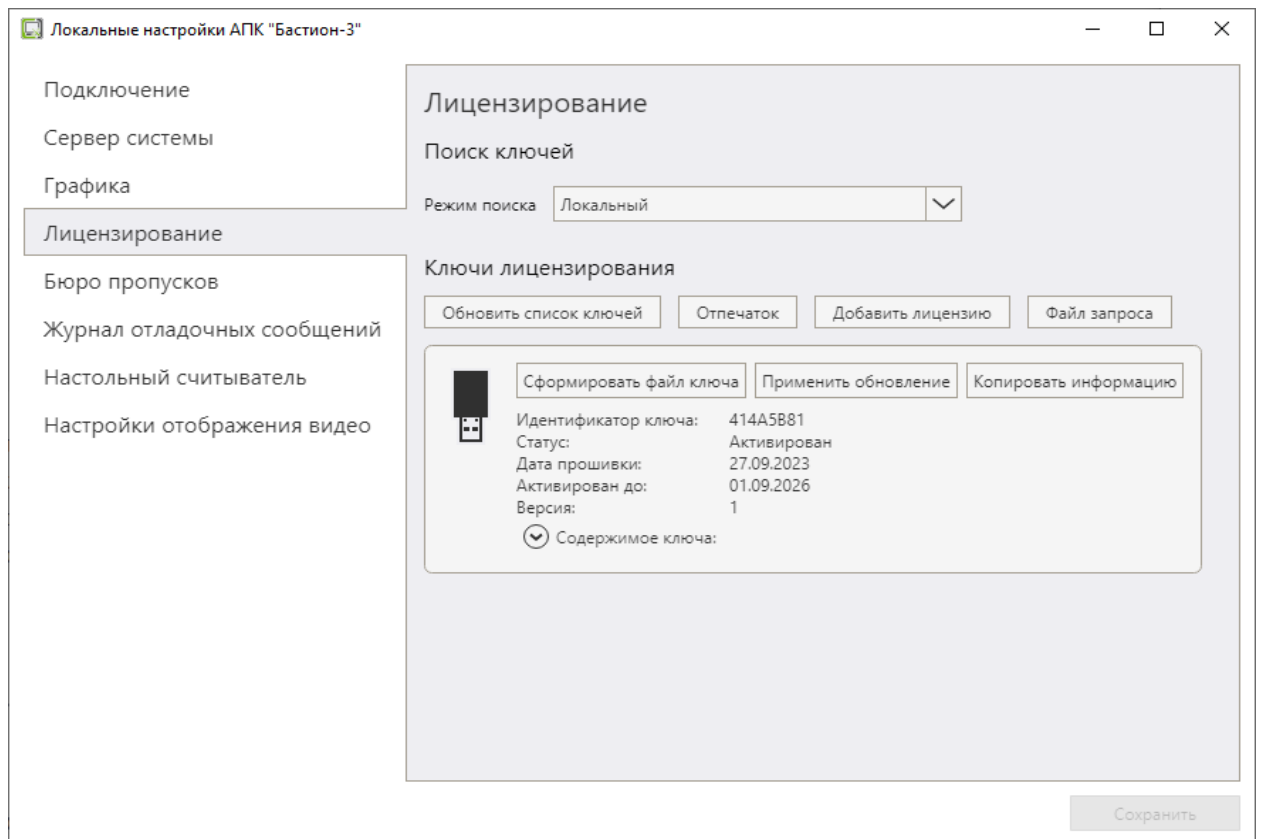 Локальные настройки АПК "Бастион-3"
Подключение
Сервер системы
Графика
Лицензирование
Бюро пропусков
Журнал отладочных сообщений
Настольный считыватель
Настройки отображения видео
Лицензирование
Поиск ключей
Режим поиска Локальный
Ключи лицензирования
Обновить список ключей Отпечаток Добавить лицензию Файл запроса
Сформировать файл ключа Применить обновление Копировать информацию
Идентификатор ключа: 414A5B81
Статус: Активирован
Дата прошивки: 27.09.2023
Активирован до: 01.09.2026
Версия: 1
Содержимое ключа:
Сохранить